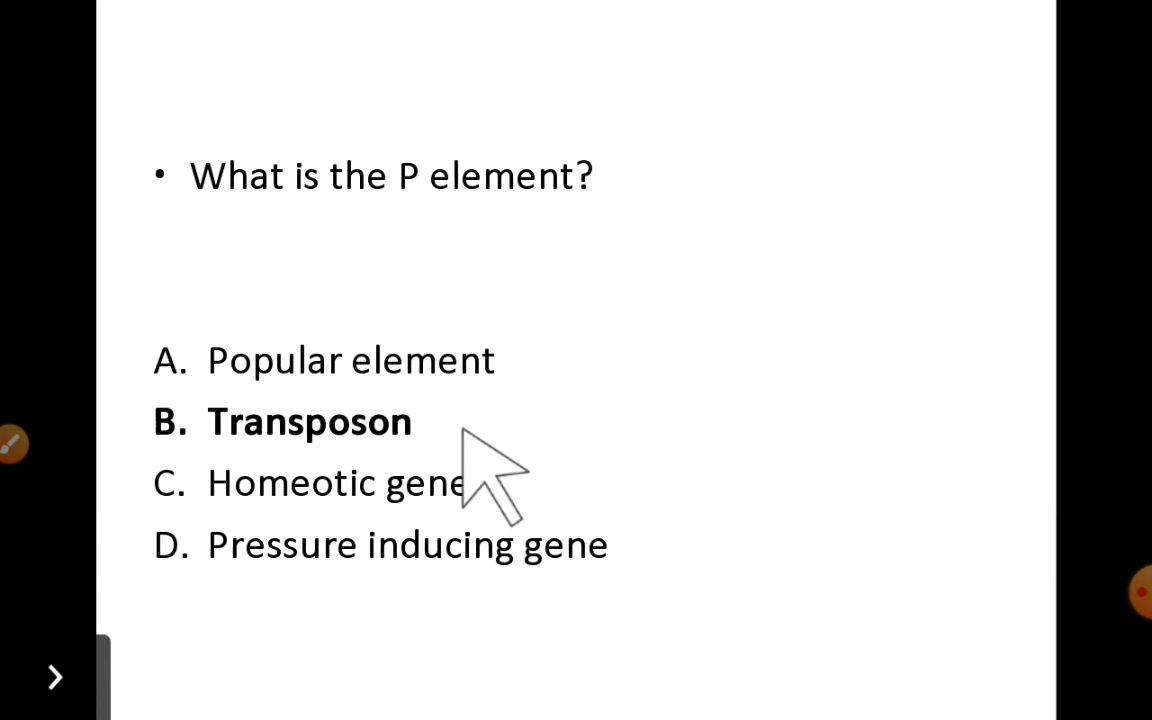 • What is the P element?
A. Popular element
B. Transposon
C. Homeotic gene
D. Pressure inducing gene